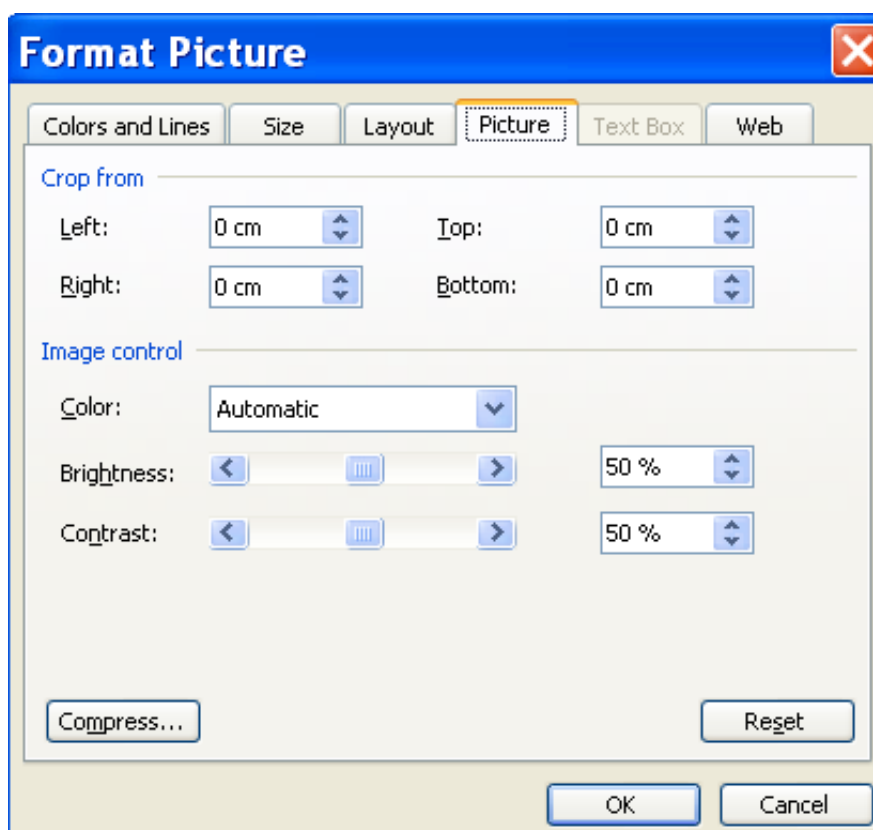 Format Picture
Colors and Lines Size Layout Picture Text Box Web
Crop from
Left: 0 cm Top: 0 cm
Right: 0 cm Bottom: 0 cm
Image control
Color: Automatic
Brightness: 50 %
Contrast: 50 %
Compress... Reset
OK Cancel